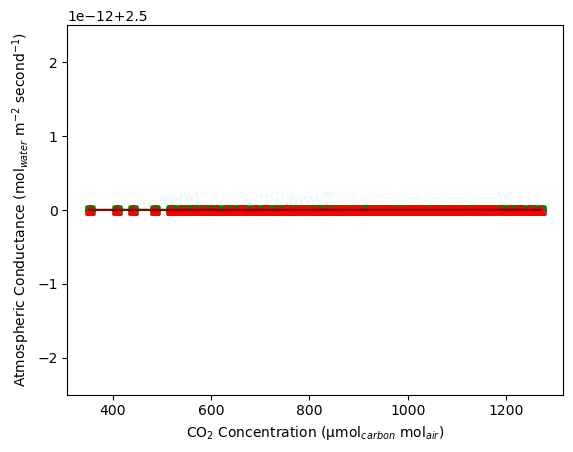 1e−12+2.5
2
1
0
−1
−2
Atmospheric Conductance (mol$_{water}$ m$^{−2}$ second$^{−1}$)
400 600 800 1000 1200
CO$_2$ Concentration (μmol$_{carbon}$ mol$_{air}$)